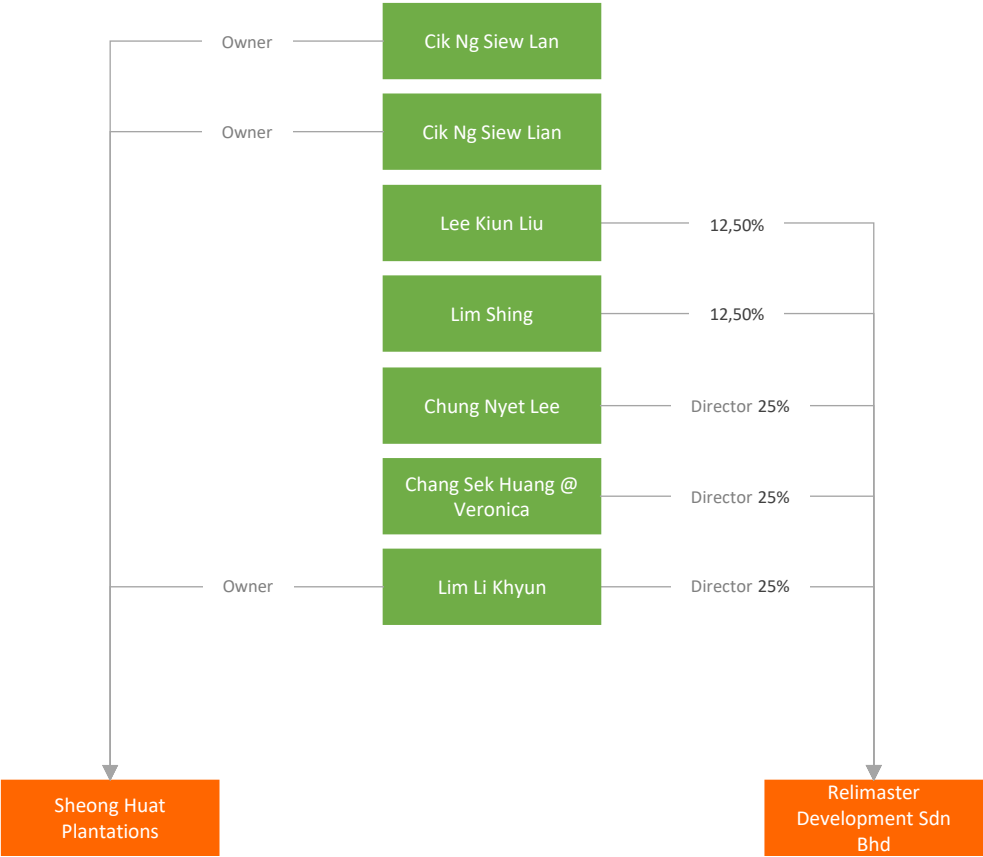 Owner
Cik Ng Siew Lan
Owner
Cik Ng Siew Lian
Lee Kiun Liu
12,50%
Lim Shing
12,50%
Chung Nyet Lee
Director 25%
Chang Sek Huang @
Veronica
Director 25%
Owner
Lim Li Khyun
Director 25%
Sheong Huat
Plantations
Relimaster
Development Sdn
Bhd